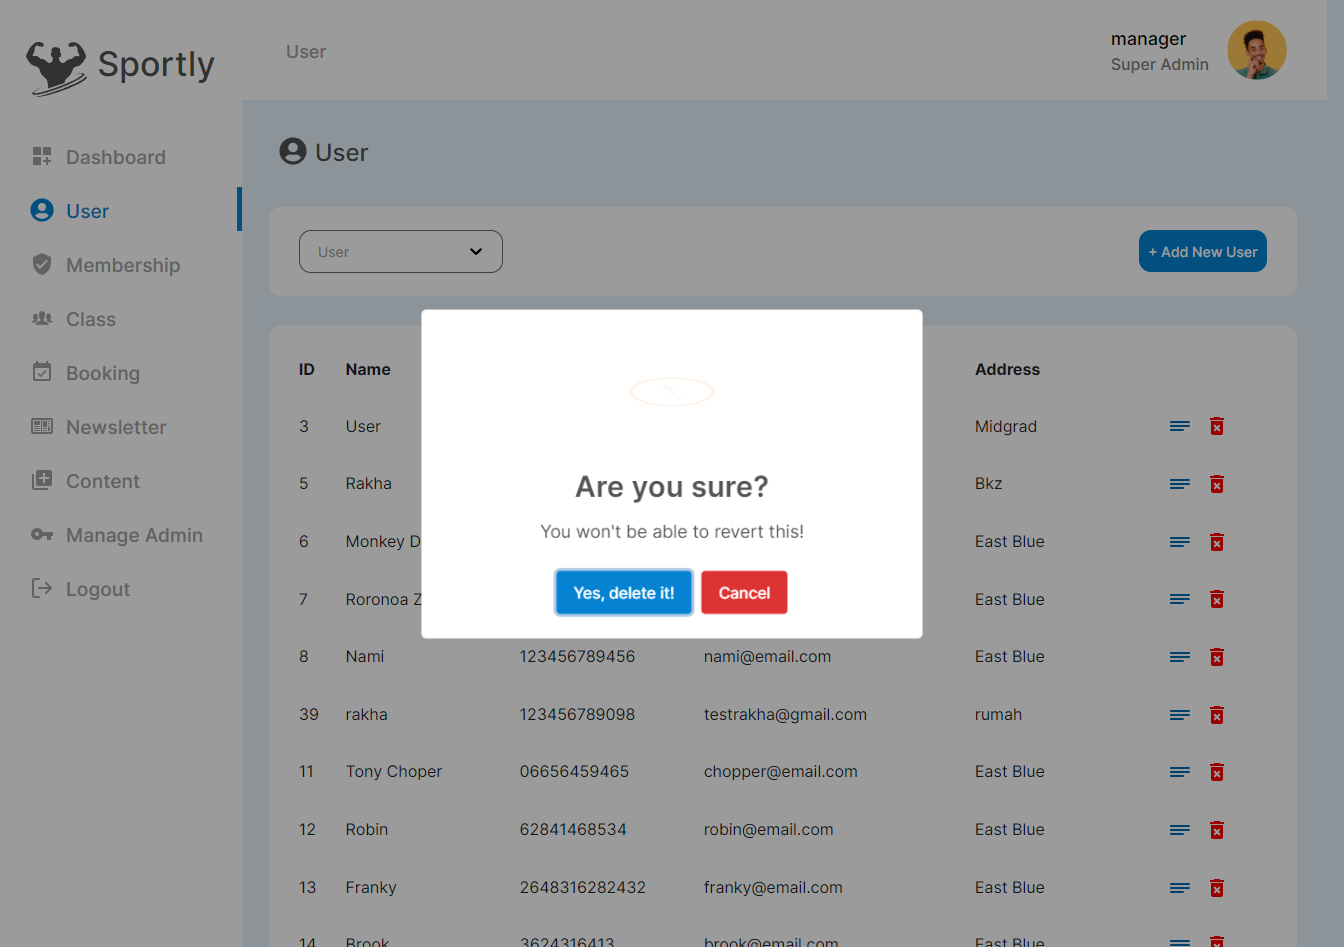 Sportly
User
manager
Super Admin
Dashboard
User
Membership
Class
Booking
Newsletter
Content
Manage Admin
Logout
User
User
+ Add New User
ID Name Address
3 User Midgrad
5 Rakha Bkz
6 Monkey D East Blue
7 Roronoa Z East Blue
8 Nami 123456789456 nami@email.com East Blue
39 rakha 123456789098 testrakha@gmail.com rumah
11 Tony Choper 06656459465 chopper@email.com East Blue
12 Robin 62841468534 robin@email.com East Blue
13 Franky 2648316282432 franky@email.com East Blue
14 Brook 3624316413 brook@email.com East Blue
Are you sure?
You won't be able to revert this!
Yes, delete it!
Cancel